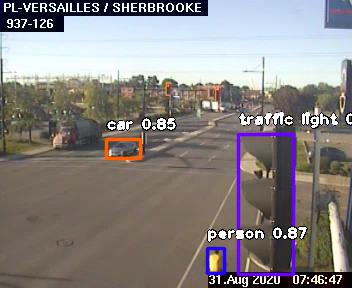 PL-VERSAILLES / SHERBROOKE
937-126
car 0.85
traffic light 0
person 0.87
31.Aug 2020 07:46:47